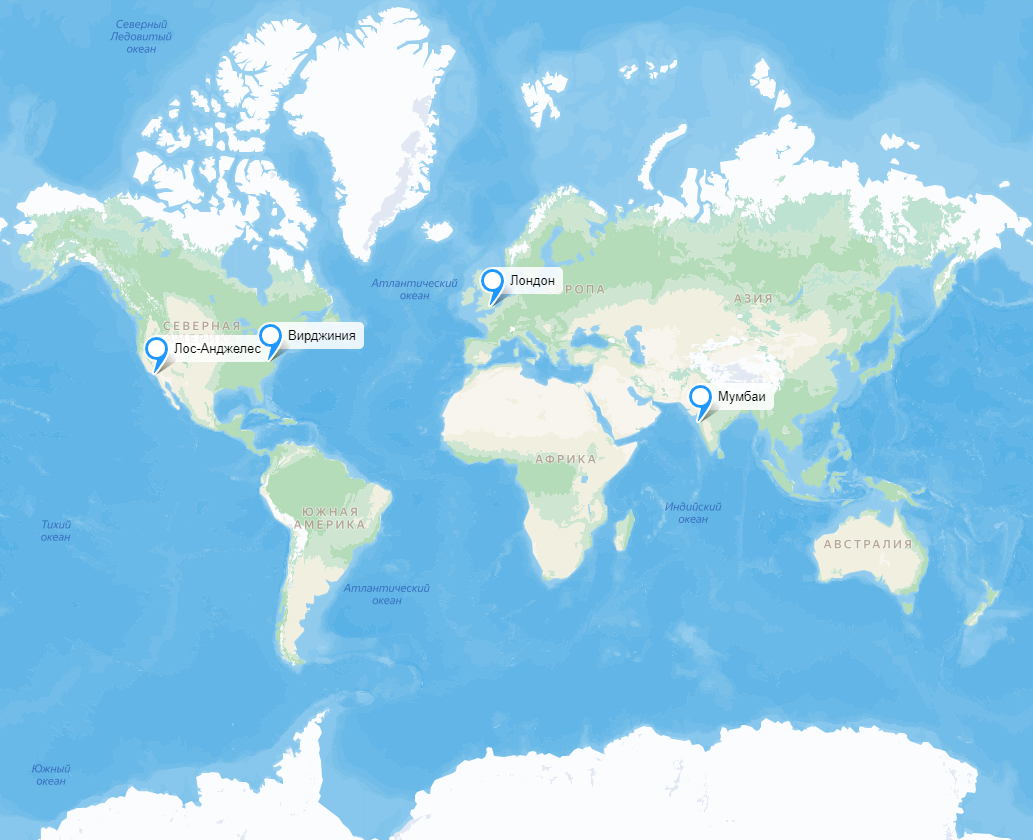 Северный
Ледовитый
океан
Атлантический
океан
Лондон
РОПА
АЗИЯ
СЕВЕРНАЯ
Вирджиния
Лос-Анджелес
Мумбаи
АФРИКА
Индийский
океан
ЮЖНАЯ
АМЕРИКА
Тихий
океан
АВСТРАЛИЯ
Атлантический
океан
Южный
океан